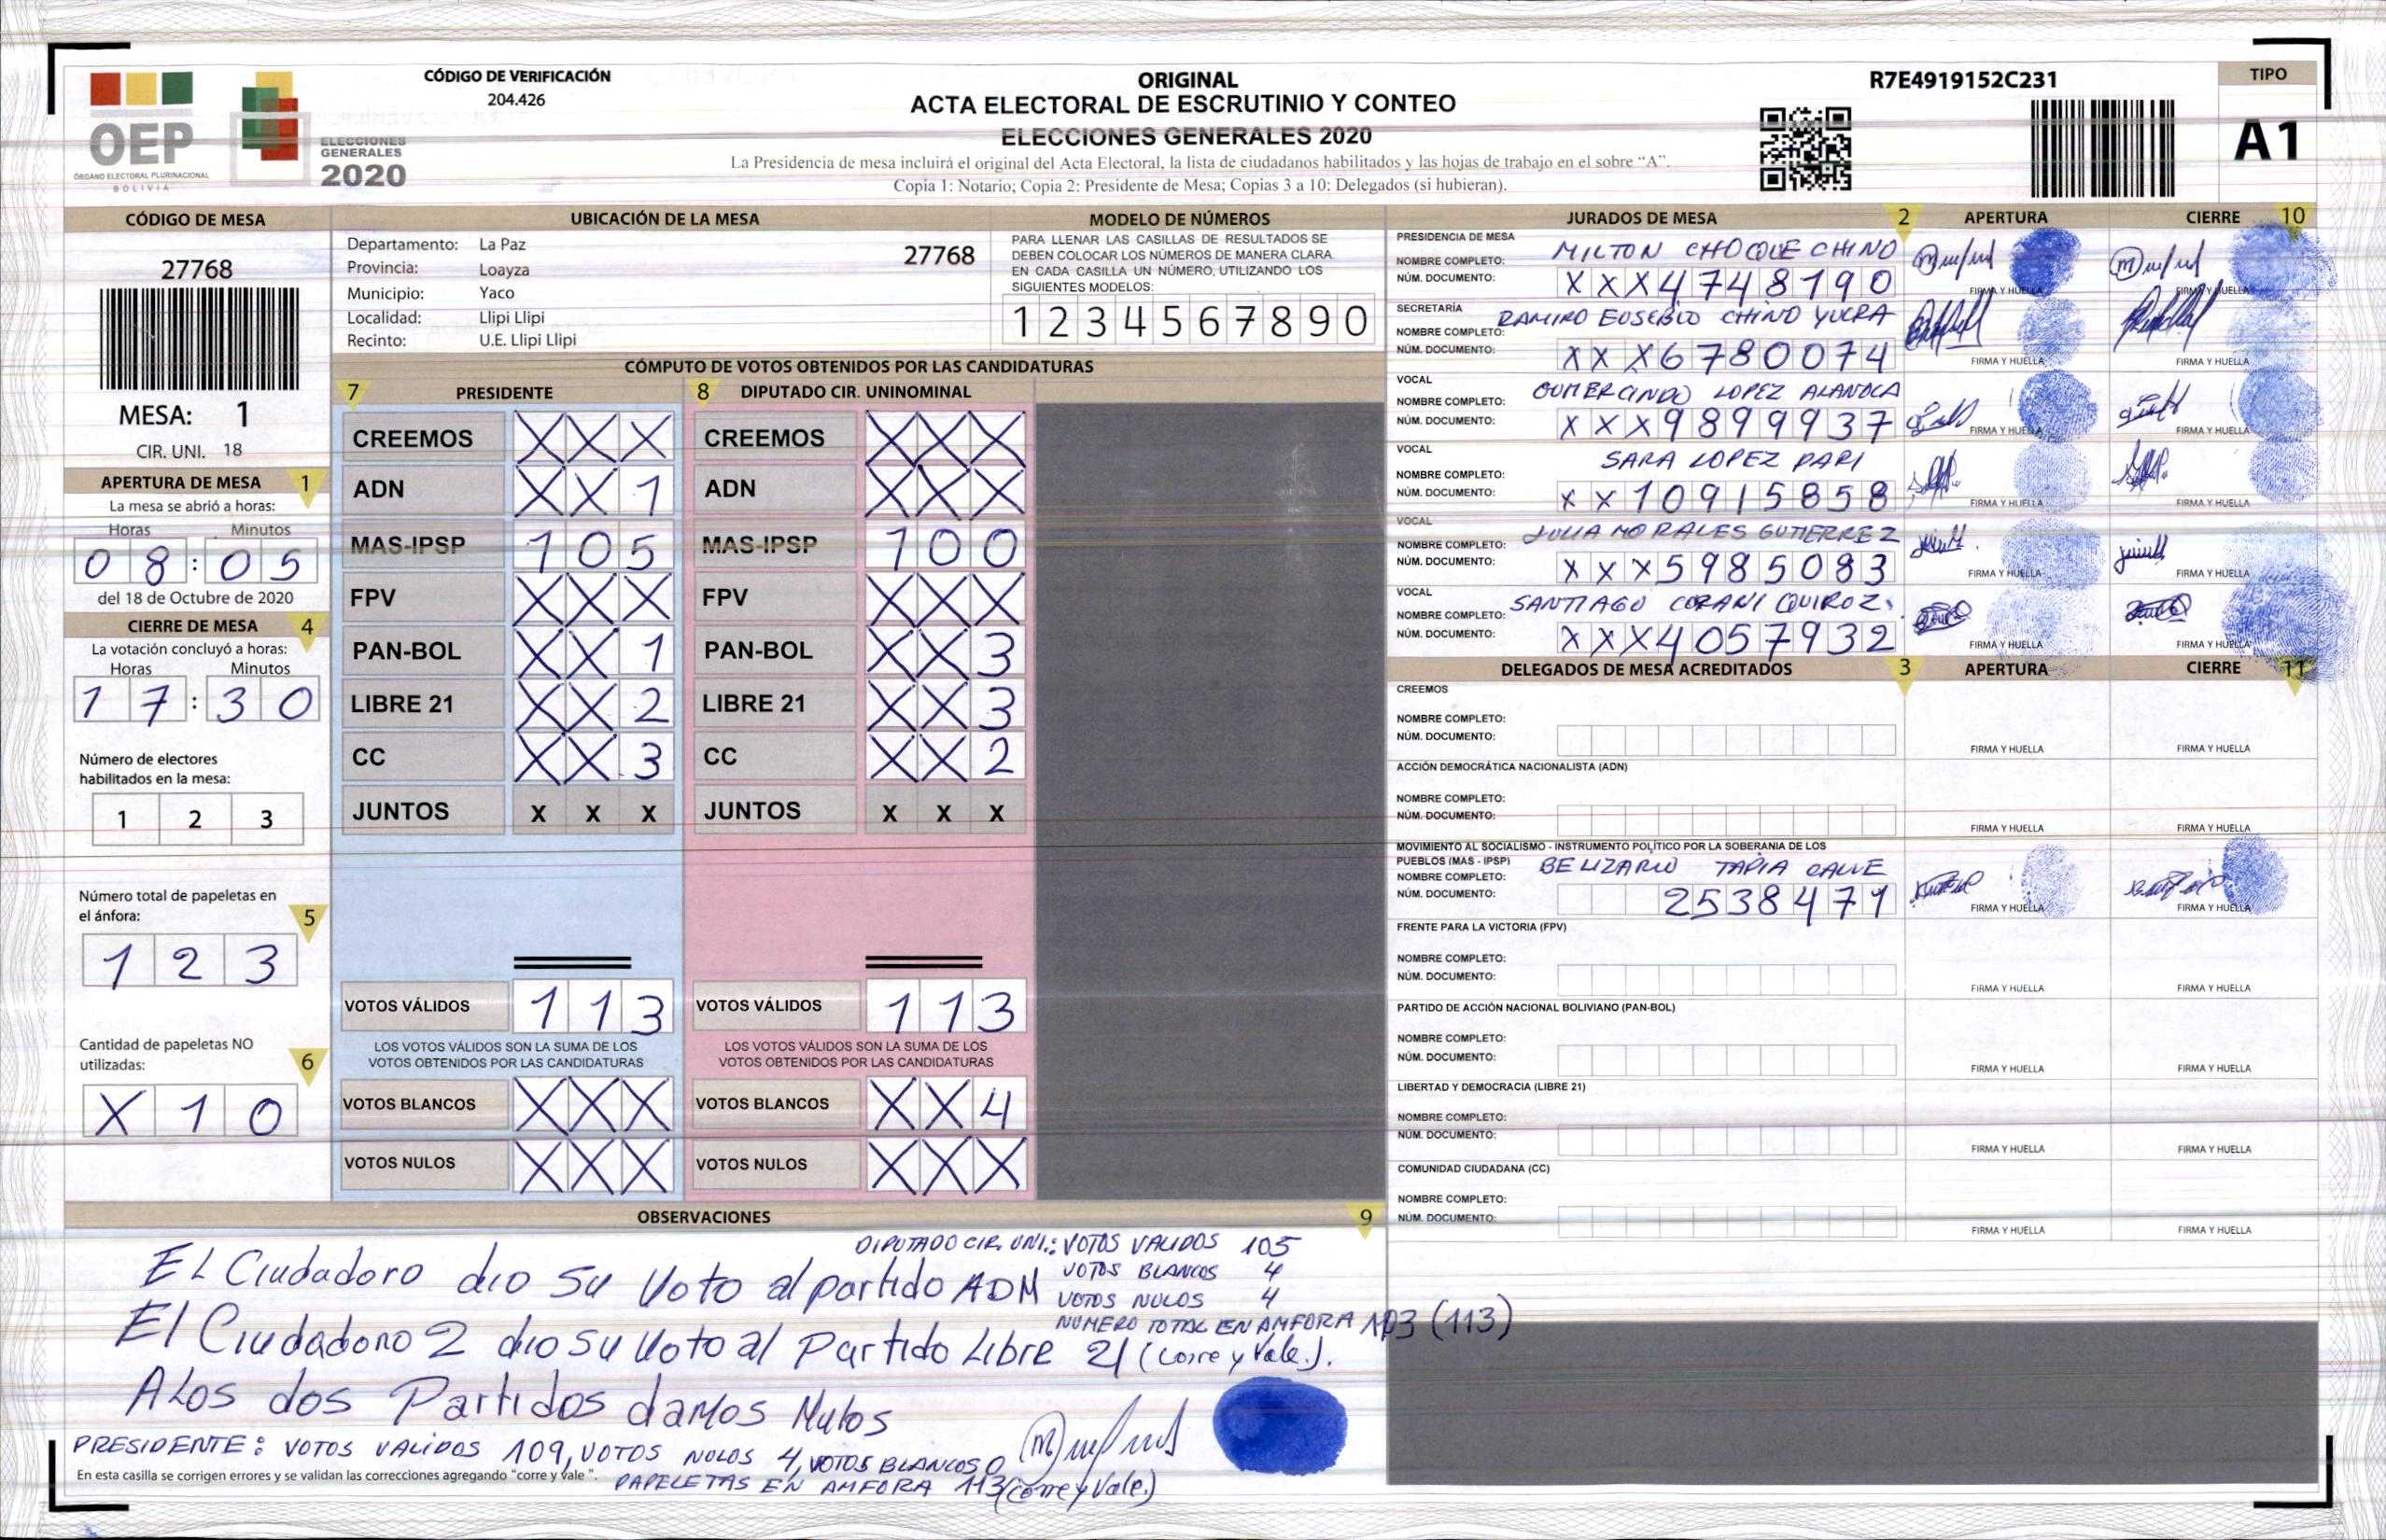 OEP
ÓRGANO ELECTORAL PLURINACIONAL
BOLIVIA
ELECCIONES
GENERALES
2020
CÓDIGO DE VERIFICACIÓN
204.426
ORIGINAL
ACTA ELECTORAL DE ESCRUTINIO Y CONTEO
ELECCIONES GENERALES 2020
La Presidencia de mesa incluirá el original del Acta Electoral, la lista de ciudadanos habilitados y las hojas de trabajo en el sobre “A”.
Copia 1: Notario; Copia 2: Presidente de Mesa; Copias 3 a 10: Delegados (si hubieran).
R7E4919152C231
TIPO
A1
CÓDIGO DE MESA
27768
MESA: 1
CIR. UNI. 18
APERTURA DE MESA 1
La mesa se abrió a horas:
Horas Minutos
0 8 : 0 5
del 18 de Octubre de 2020
CIERRE DE MESA 4
La votación concluyó a horas:
Horas Minutos
1 7 : 3 0
Número de electores
habilitados en la mesa:
1 2 3
Número total de papeletas en
el ánfora: 5
1 2 3
Cantidad de papeletas NO
utilizadas: 6
X 1 0
UBICACIÓN DE LA MESA
Departamento: La Paz
Provincia: Loayza
Municipio: Yaco
Localidad: Llipi Llipi
Recinto: U.E. Llipi Llipi
27768
MODELO DE NÚMEROS
PARA LLENAR LAS CASILLAS DE RESULTADOS SE
DEBEN COLOCAR LOS NÚMEROS DE MANERA CLARA
EN CADA CASILLA UN NÚMERO, UTILIZANDO LOS
SIGUIENTES MODELOS:
1 2 3 4 5 6 7 8 9 0
CÓMPUTO DE VOTOS OBTENIDOS POR LAS CANDIDATURAS
7 PRESIDENTE
CREEMOS X X X
ADN X X 1
MAS-IPSP 1 0 5
FPV X X X
PAN-BOL X X 1
LIBRE 21 X X 2
CC X X 3
JUNTOS X X X
VOTOS VÁLIDOS 1 1 3
LOS VOTOS VÁLIDOS SON LA SUMA DE LOS
VOTOS OBTENIDOS POR LAS CANDIDATURAS
VOTOS BLANCOS X X X
VOTOS NULOS X X X
8 DIPUTADO CIR. UNINOMINAL
CREEMOS X X X
ADN X X X
MAS-IPSP 1 0 0
FPV X X X
PAN-BOL X X 3
LIBRE 21 X X 3
CC X X 2
JUNTOS X X X
VOTOS VÁLIDOS 1 1 3
LOS VOTOS VÁLIDOS SON LA SUMA DE LOS
VOTOS OBTENIDOS POR LAS CANDIDATURAS
VOTOS BLANCOS X X 4
VOTOS NULOS X X X
OBSERVACIONES 9
DIPUTADO CIR. UNI.: VOTOS VALIDOS 105
VOTOS BLANCOS 4
VOTOS NULOS 4
NUMERO TOTAL EN AMFORA 103 (113)
EL Ciudadoro dio su Voto al partido ADM
El Ciudadono 2 dio su Voto al Partido Libre 21 (corre y Vale.).
ALos dos Partidos damos Nulos
PRESIDENTE: VOTOS VALIDOS 109, VOTOS NULOS 4, VOTOS BLANCOS 0
PAPELETAS EN AMFORA 113 (corre y Vale.)
En esta casilla se corrigen errores y se validan las correcciones agregando “corre y vale ”.
JURADOS DE MESA 2 APERTURA CIERRE 10
PRESIDENCIA DE MESA
NOMBRE COMPLETO: MILTON CHOQUE CHINO
NÚM. DOCUMENTO: X X X 4 7 4 8 1 9 0
FIRMA Y HUELLA FIRMA Y HUELLA
SECRETARÍA
NOMBRE COMPLETO: RAMIRO EUSEBIO CHINO YUCRA
NÚM. DOCUMENTO: X X X 6 7 8 0 0 7 4
FIRMA Y HUELLA FIRMA Y HUELLA
VOCAL
NOMBRE COMPLETO: GUMERCINDO LOPEZ ALANOCA
NÚM. DOCUMENTO: X X X 9 8 9 9 9 3 7
FIRMA Y HUELLA FIRMA Y HUELLA
VOCAL
NOMBRE COMPLETO: SARA LOPEZ PARI
NÚM. DOCUMENTO: X X 1 0 9 1 5 8 5 8
FIRMA Y HUELLA FIRMA Y HUELLA
VOCAL
NOMBRE COMPLETO: JULIA MORALES GUTIERREZ
NÚM. DOCUMENTO: X X X 5 9 8 5 0 8 3
FIRMA Y HUELLA FIRMA Y HUELLA
VOCAL
NOMBRE COMPLETO: SANTIAGO CORANI QUIROZ
NÚM. DOCUMENTO: X X X 4 0 5 7 9 3 2
FIRMA Y HUELLA FIRMA Y HUELLA
DELEGADOS DE MESA ACREDITADOS 3 APERTURA CIERRE 11
CREEMOS
NOMBRE COMPLETO:
NÚM. DOCUMENTO:
FIRMA Y HUELLA FIRMA Y HUELLA
ACCIÓN DEMOCRÁTICA NACIONALISTA (ADN)
NOMBRE COMPLETO:
NÚM. DOCUMENTO:
FIRMA Y HUELLA FIRMA Y HUELLA
MOVIMIENTO AL SOCIALISMO - INSTRUMENTO POLÍTICO POR LA SOBERANIA DE LOS
PUEBLOS (MAS - IPSP)
NOMBRE COMPLETO: BELIZARIO TAPIA CALLE
NÚM. DOCUMENTO: 2 5 3 8 4 7 1
FIRMA Y HUELLA FIRMA Y HUELLA
FRENTE PARA LA VICTORIA (FPV)
NOMBRE COMPLETO:
NÚM. DOCUMENTO:
FIRMA Y HUELLA FIRMA Y HUELLA
PARTIDO DE ACCIÓN NACIONAL BOLIVIANO (PAN-BOL)
NOMBRE COMPLETO:
NÚM. DOCUMENTO:
FIRMA Y HUELLA FIRMA Y HUELLA
LIBERTAD Y DEMOCRACIA (LIBRE 21)
NOMBRE COMPLETO:
NÚM. DOCUMENTO:
FIRMA Y HUELLA FIRMA Y HUELLA
COMUNIDAD CIUDADANA (CC)
NOMBRE COMPLETO:
NÚM. DOCUMENTO:
FIRMA Y HUELLA FIRMA Y HUELLA